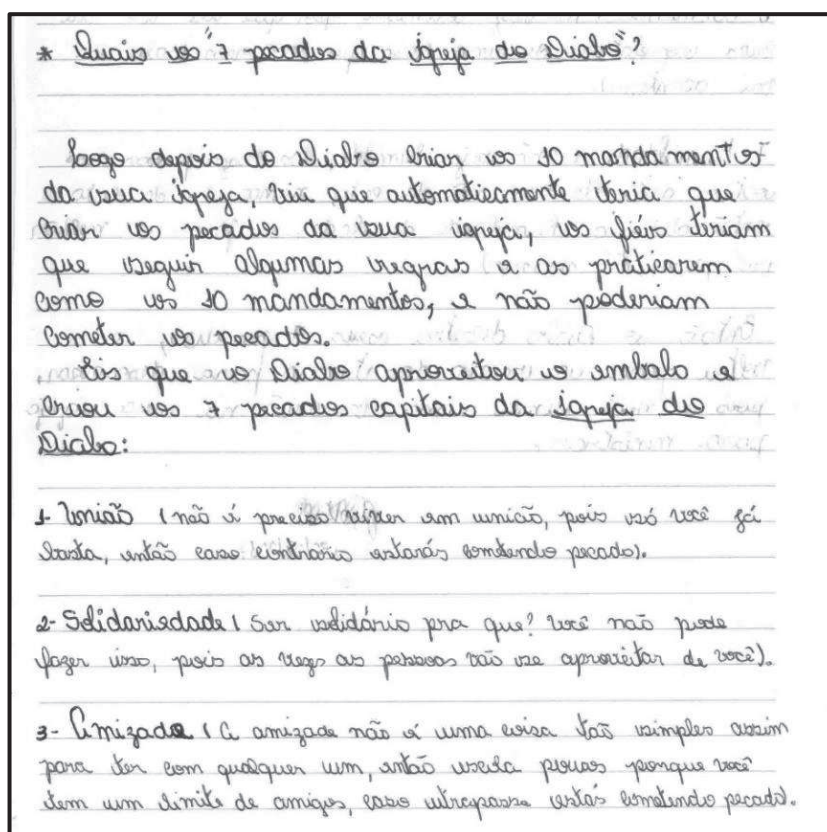 * Quais os "7 pecados da igreja do Diabo"?
Logo depois do Diabo criar os 10 mandamentos
da sua igreja, viu que automaticamente teria que
criar os pecados da sua igreja, os fiéis teriam
que seguir algumas regras e as praticarem
como os 10 mandamentos, e não poderiam
cometer os pecados.
Eis que o Diabo aproveitou o embalo e
criou os 7 pecados capitais da igreja do
Diabo:
1- União (não é preciso viver em união, pois só você já
basta, então caso contrário estarás cometendo pecado).
2- Solidariedade ( Ser solidário pra que? você não pode
fazer isso, pois as vezes as pessoas vão se aproveitar de você).
3- Amizade ( A amizade não é uma coisa tão simples assim
para ter com qualquer um, então escola poucas porque você
tem um limite de amigos, caso utrapasse estás cometendo pecado).